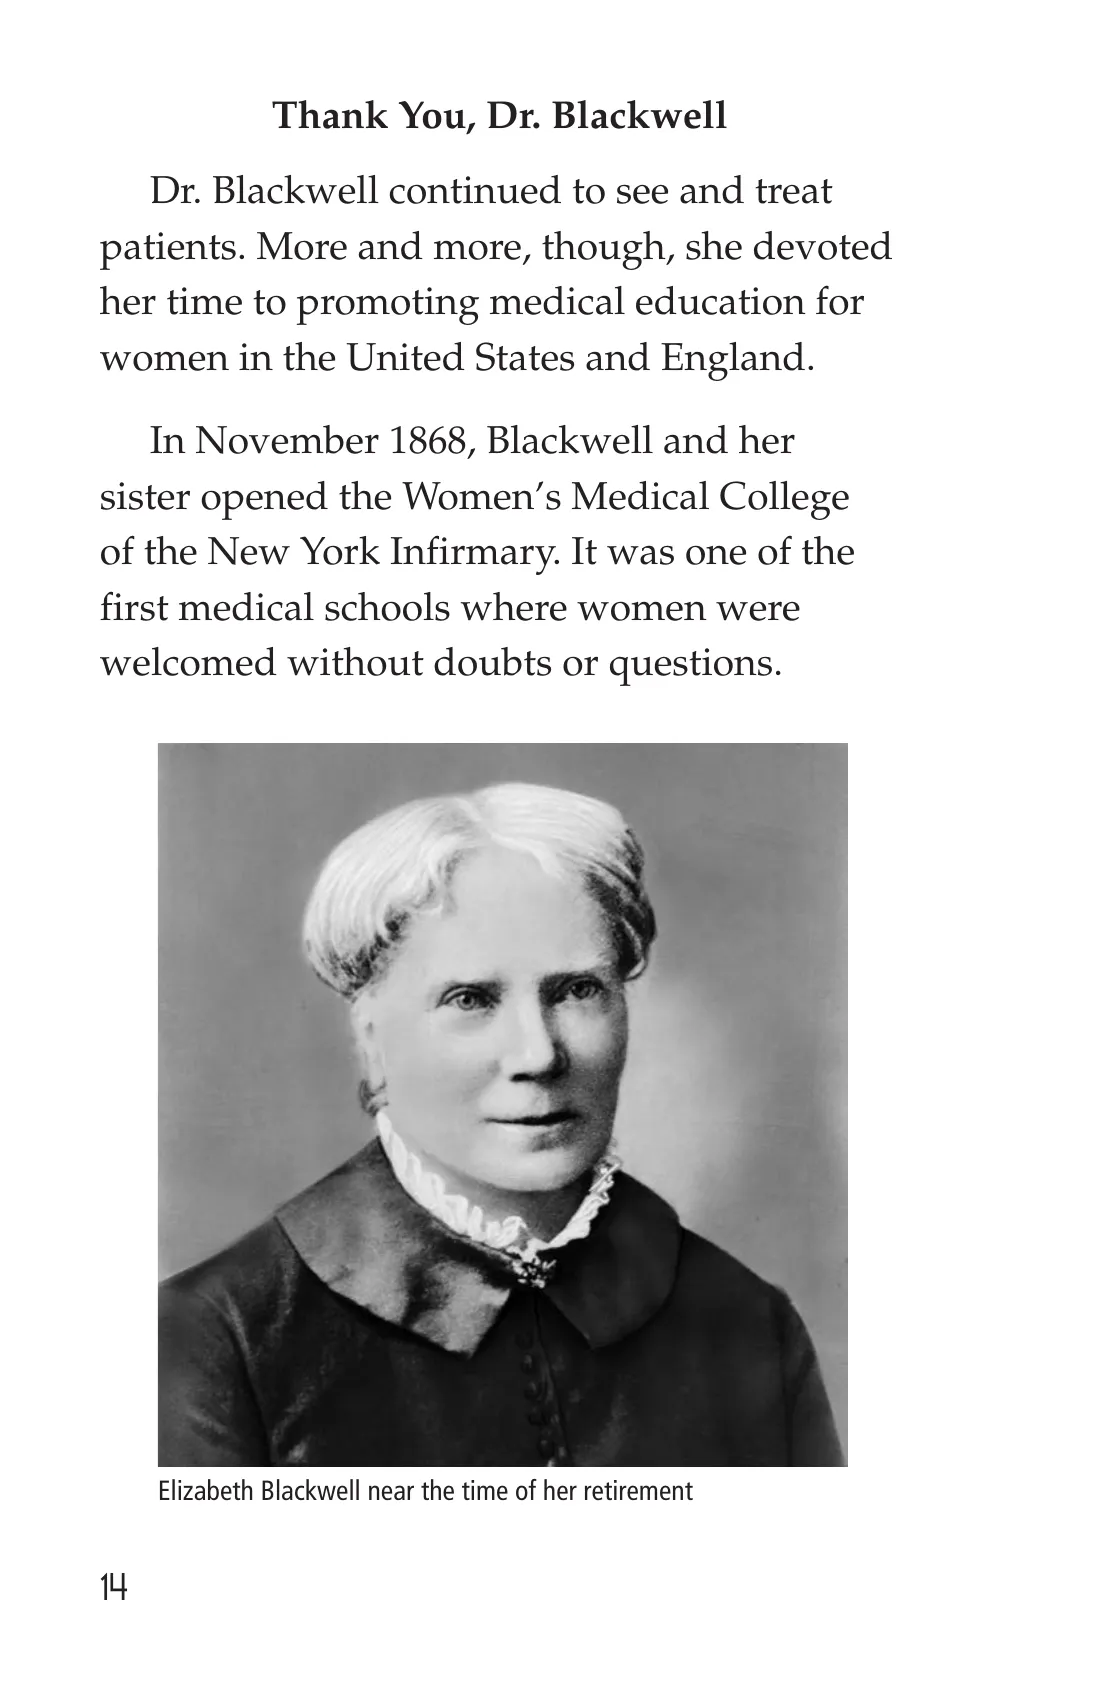 Thank You, Dr. Blackwell
Dr. Blackwell continued to see and treat
patients. More and more, though, she devoted
her time to promoting medical education for
women in the United States and England.
In November 1868, Blackwell and her
sister opened the Women’s Medical College
of the New York Infirmary. It was one of the
first medical schools where women were
welcomed without doubts or questions.
Elizabeth Blackwell near the time of her retirement
14